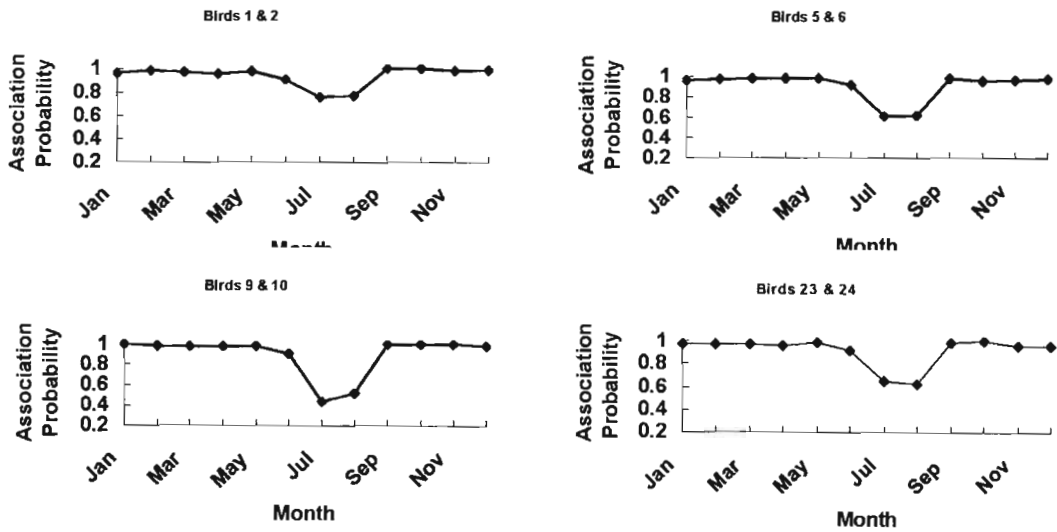 Birds 1 & 2
Association
Probability
1
0.8
0.6
0.4
0.2
Jan
Mar
May
Jul
Sep
Nov
Month
Birds 5 & 6
Association
Probability
1
0.8
0.6
0.4
0.2
Jan
Mar
May
Jul
Sep
Nov
Month
Birds 9 & 10
Association
Probability
1
0.8
0.6
0.4
0.2
Jan
Mar
May
Jul
Sep
Nov
Month
Birds 23 & 24
Association
Probability
1
0.8
0.6
0.4
0.2
Jan
Mar
May
Jul
Sep
Nov
Month